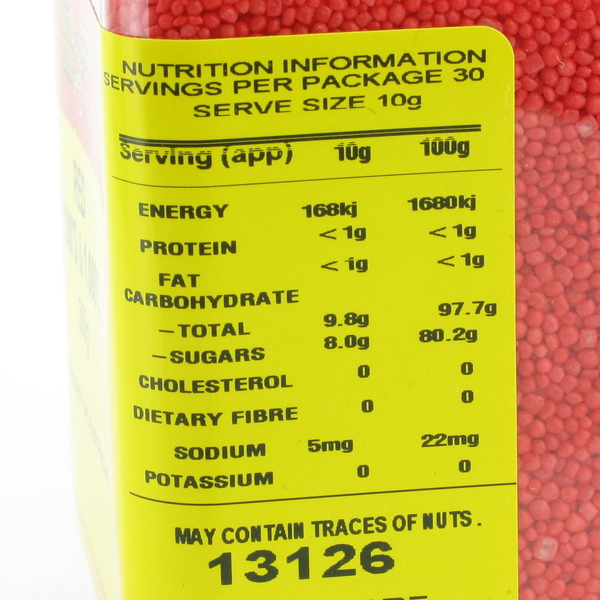 NUTRITION INFORMATION
SERVINGS PER PACKAGE 30
SERVE SIZE 10g
Serving (app) 10g 100g
ENERGY 168kj 1680kj
PROTEIN < 1g < 1g
FAT < 1g < 1g
CARBOHYDRATE
–TOTAL 9.8g 97.7g
–SUGARS 8.0g 80.2g
CHOLESTEROL 0 0
DIETARY FIBRE 0 0
SODIUM 5mg 22mg
POTASSIUM 0 0
MAY CONTAIN TRACES OF NUTS.
13126